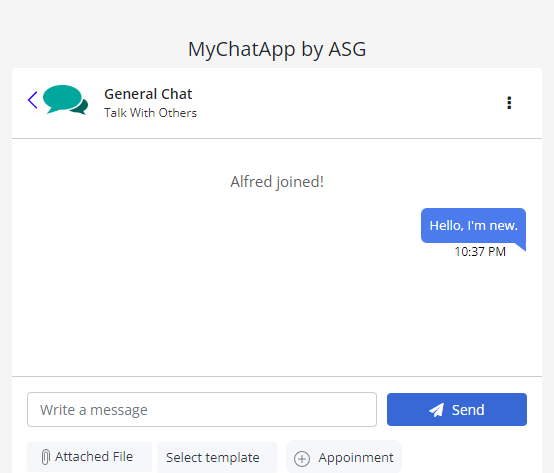 MyChatApp by ASG
General Chat
Talk With Others
Alfred joined!
Hello, I'm new.
10:37 PM
Write a message
Send
Attached File
Select template
Appoinment